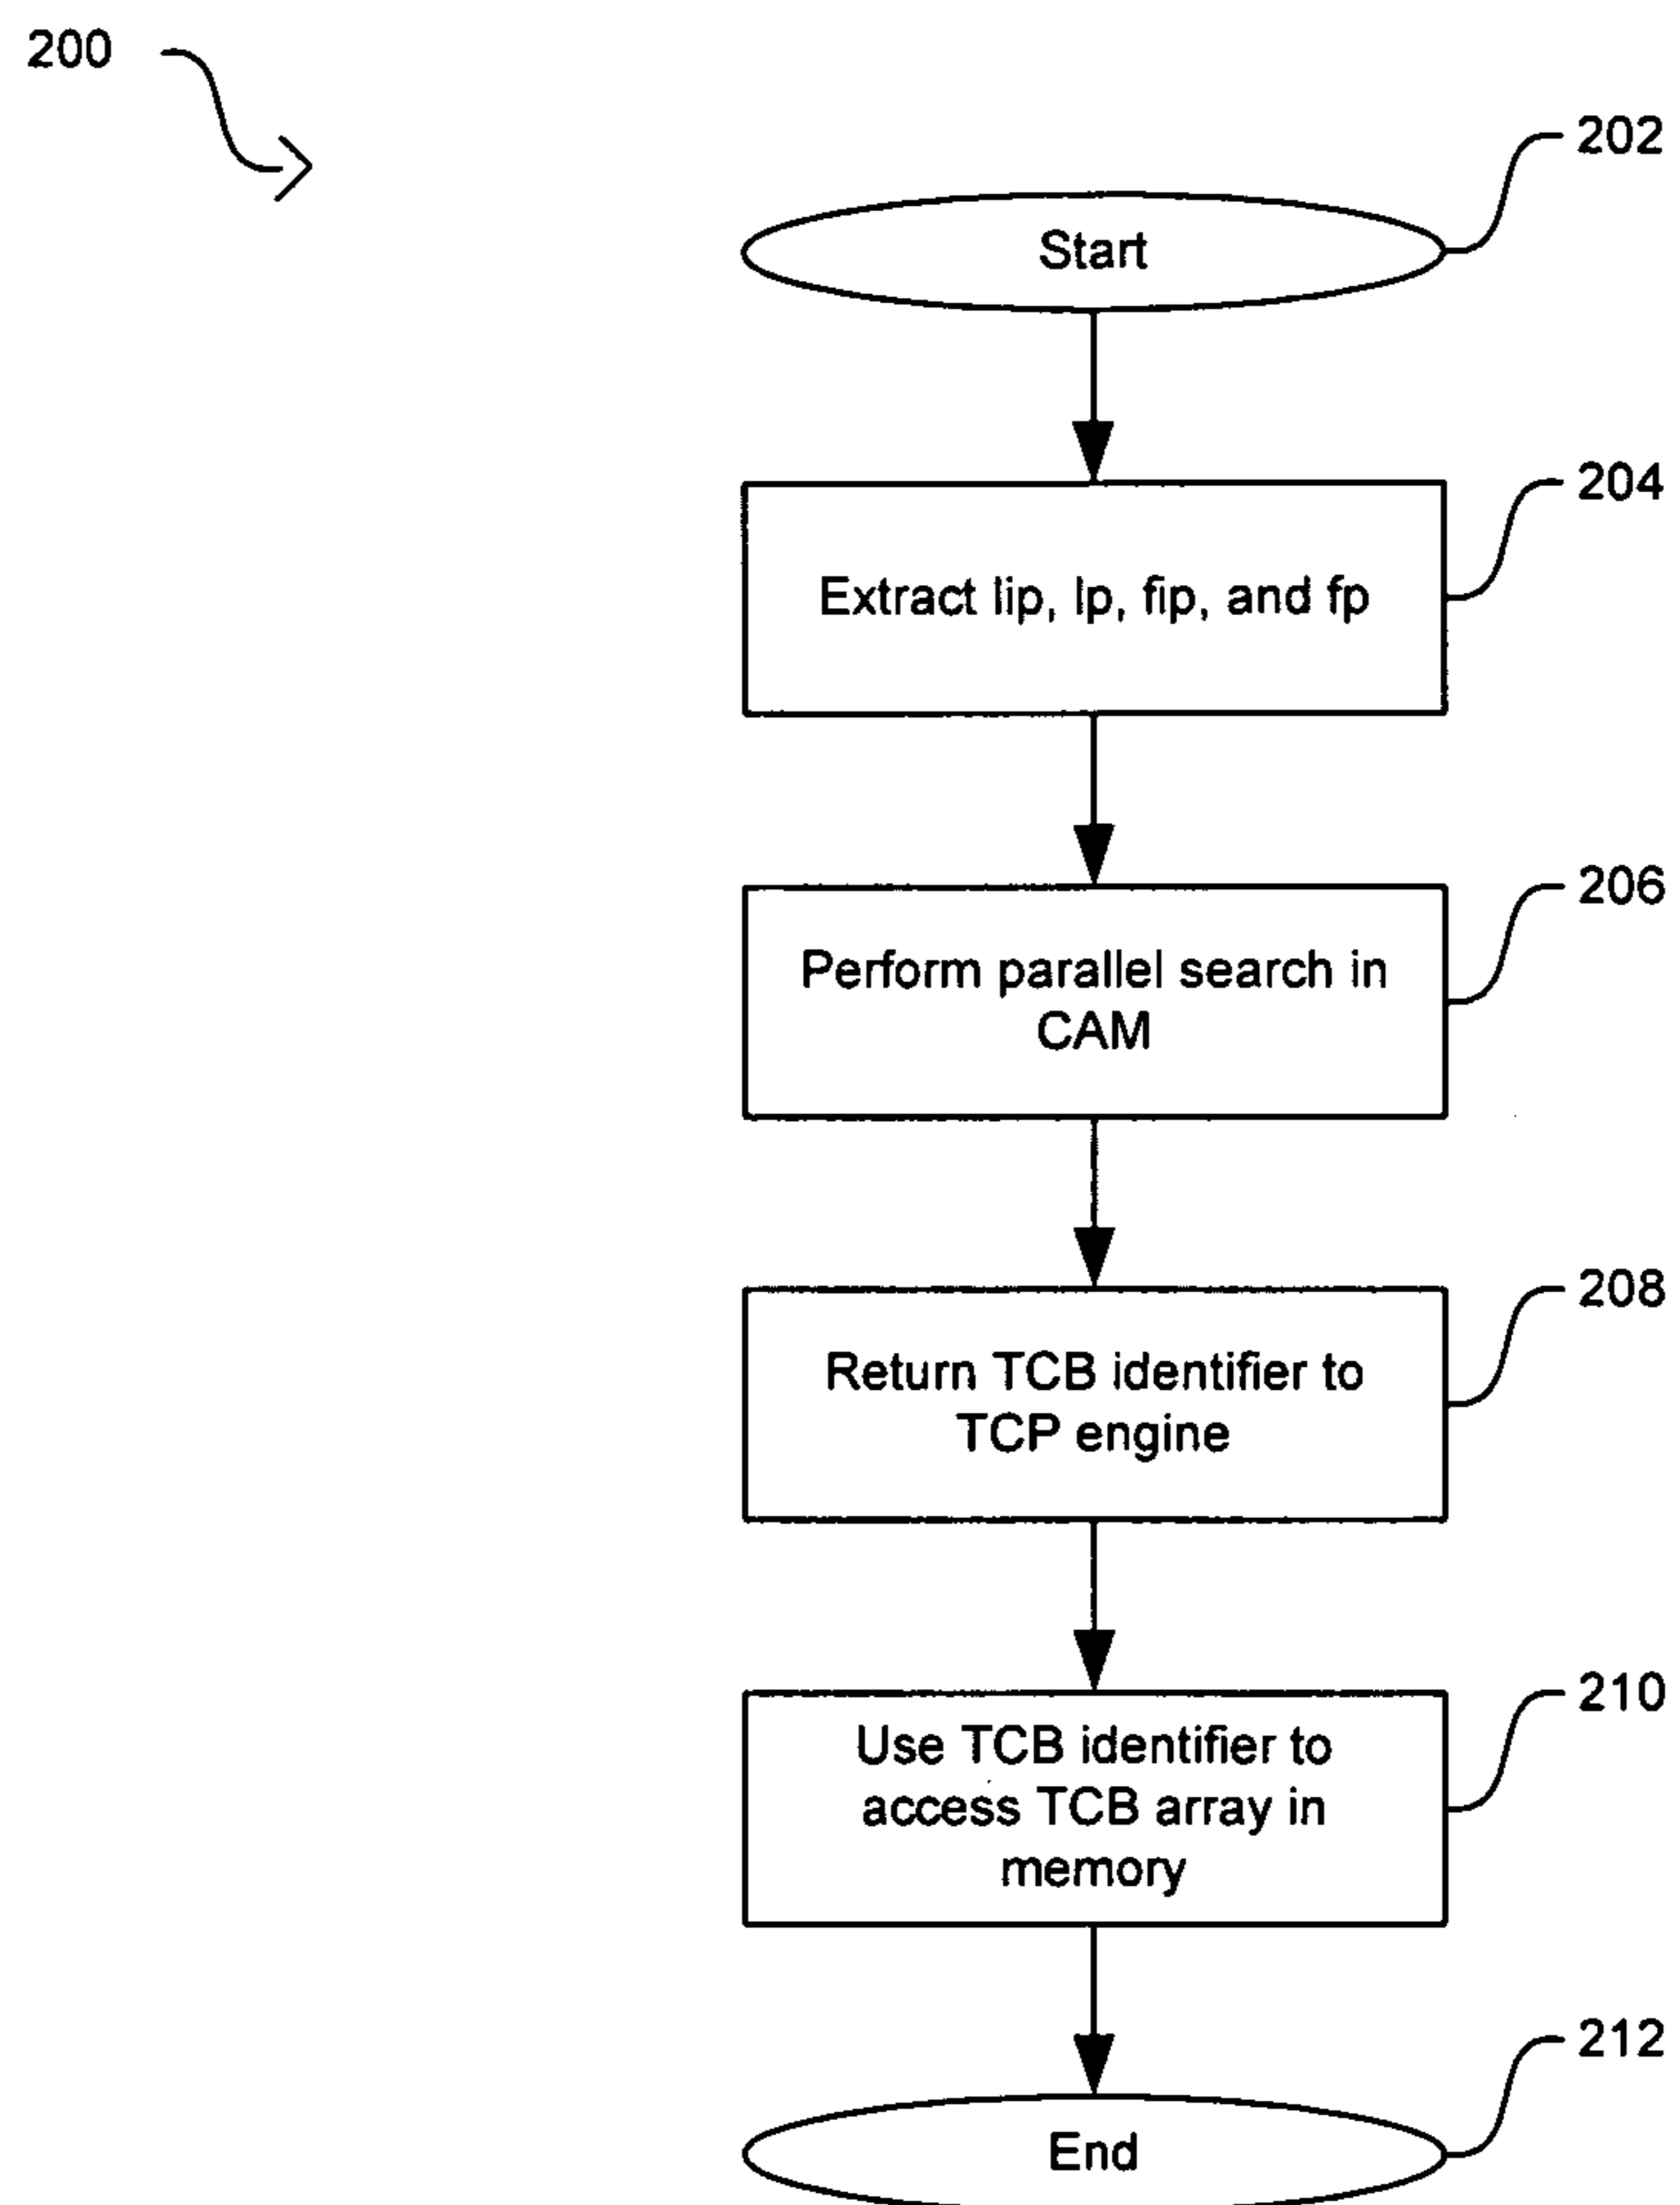 200
202
Start
204
Extract lip, lp, fip, and fp
206
Perform parallel search in
CAM
208
Return TCB identifier to
TCP engine
210
Use TCB identifier to
access TCB array in
memory
212
End